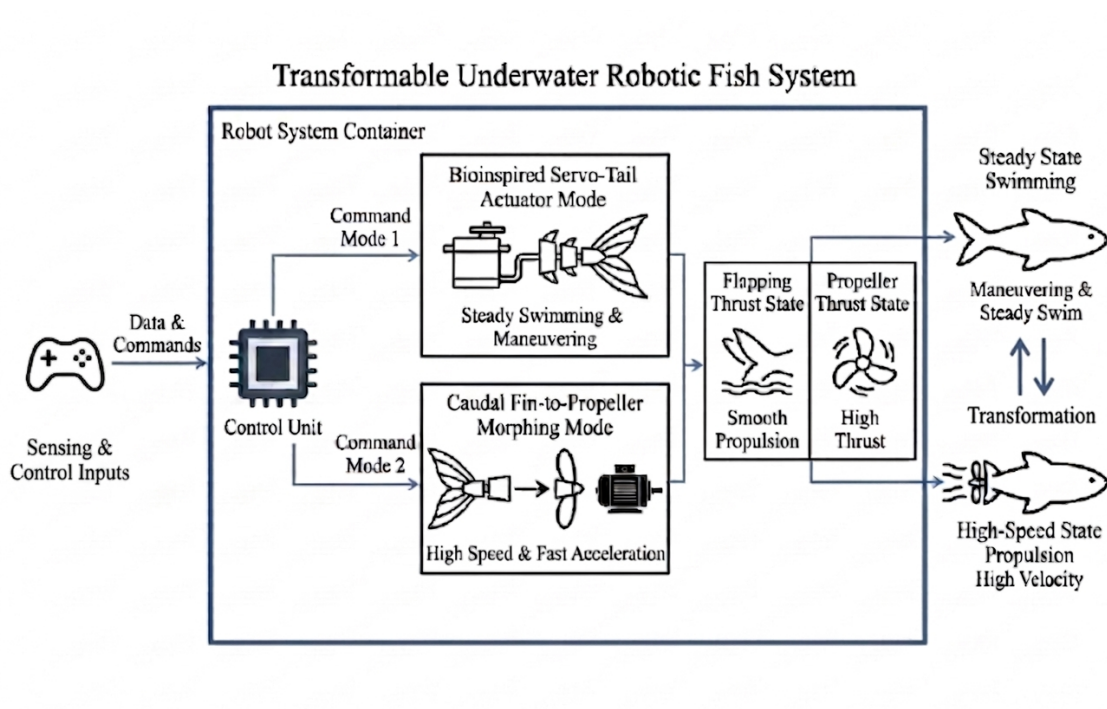 Transformable Underwater Robotic Fish System
Robot System Container
Sensing &
Control Inputs
Data &
Commands
Control Unit
Command
Mode 1
Command
Mode 2
Bioinspired Servo-Tail
Actuator Mode
Steady Swimming &
Maneuvering
Caudal Fin-to-Propeller
Morphing Mode
High Speed & Fast Acceleration
Flapping
Thrust State
Smooth
Propulsion
Propeller
Thrust State
High
Thrust
Steady State
Swimming
Maneuvering &
Steady Swim
Transformation
High-Speed State
Propulsion
High Velocity